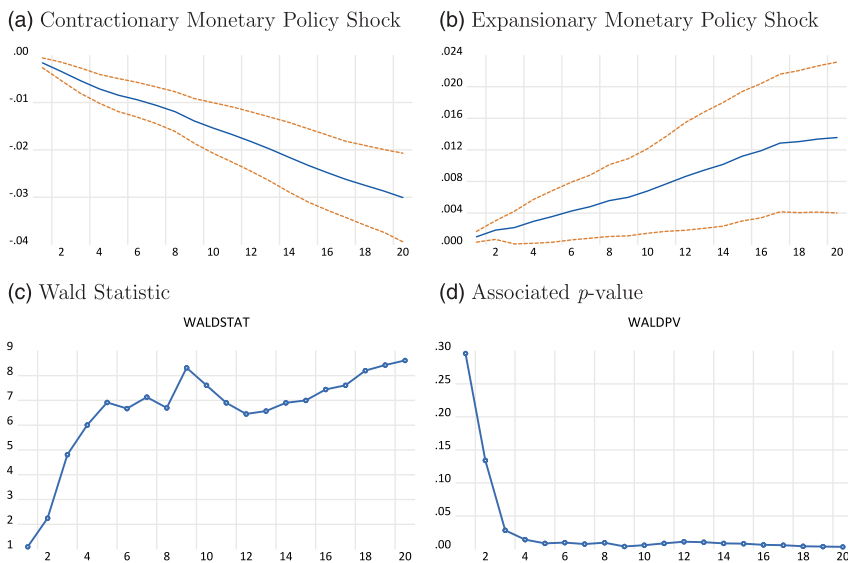 (a) Contractionary Monetary Policy Shock
.00
-.01
-.02
-.03
-.04
2 4 6 8 10 12 14 16 18 20
(b) Expansionary Monetary Policy Shock
.024
.020
.016
.012
.008
.004
.000
2 4 6 8 10 12 14 16 18 20
(c) Wald Statistic
WALDSTAT
9
8
7
6
5
4
3
2
1
2 4 6 8 10 12 14 16 18 20
(d) Associated p-value
WALDPV
.30
.25
.20
.15
.10
.05
.00
2 4 6 8 10 12 14 16 18 20